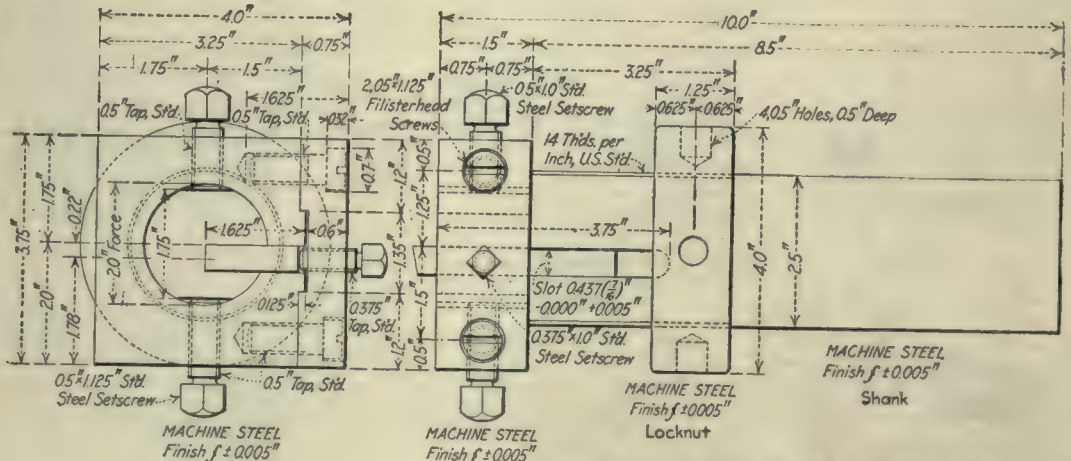 4.0"
10.0"
3.25"
0.75"
1.5"
8.5"
1.75"
1.5"
0.75"
0.75"
3.25"
2,0.5"×1.125"
Filisterhead
Screws
0.5"×1.0" Std.
Steel Setscrew
1.25"
0.625"
0.625"
0.5" Tap, Std.
1.625"
0.5" Tap, Std.
0.32"
4,0.5" Holes, 0.5" Deep
14 Thds. per
Inch, U.S. Std.
3.75"
1.75"
0.22"
2.0"
1.78"
2.0" Force
1.75"
1.625"
0.6"
0.7"
1.2"
1.35"
1.2"
0.125"
0.375"
Tap, Std.
0.5"
1.25"
1.5"
0.5"
3.75"
Slot 0.437 (7/16)"
-0.000" +0.005"
0.375"×1.0" Std.
Steel Setscrew
4.0"
2.5"
0.5"×1.125" Std.
Steel Setscrew
0.5" Tap, Std.
MACHINE STEEL
Finish f ±0.005"
MACHINE STEEL
Finish f ±0.005"
MACHINE STEEL
Finish f ±0.005"
Locknut
MACHINE STEEL
Finish f ±0.005"
Shank